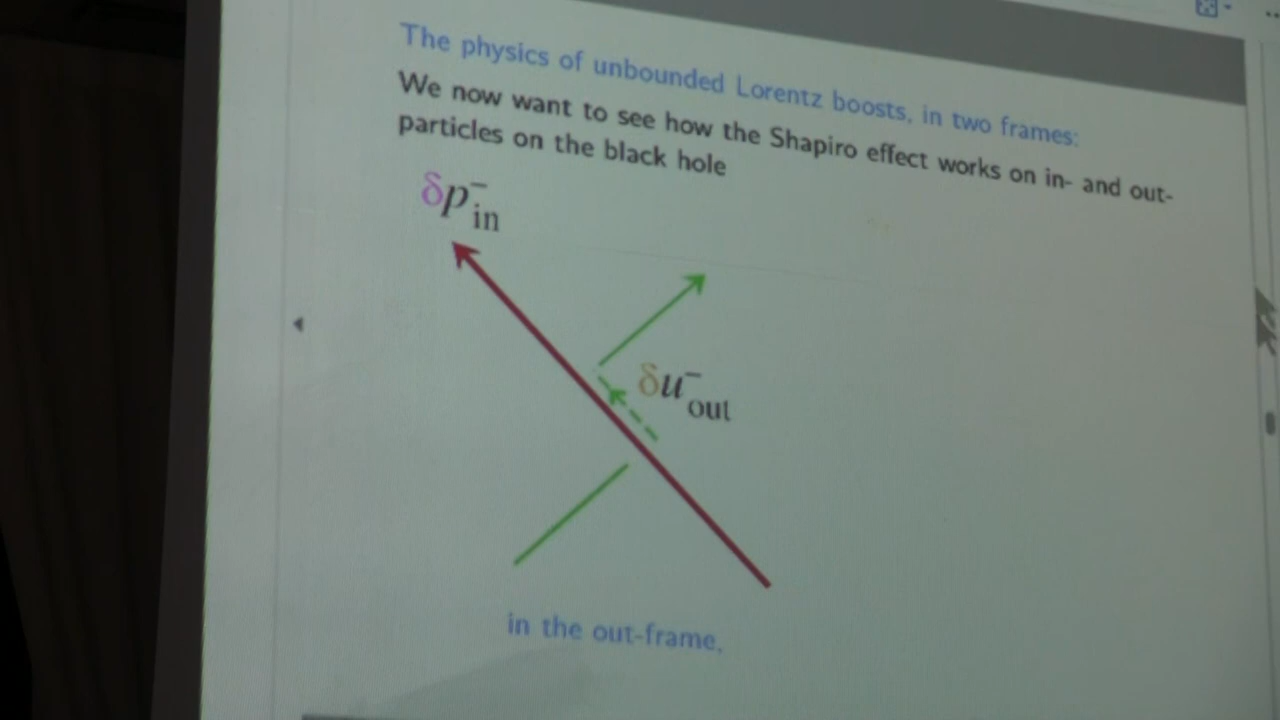 The physics of unbounded Lorentz boosts, in two frames:
We now want to see how the Shapiro effect works on in- and out-
particles on the black hole
δp⁻in
δu⁻out
in the out-frame,